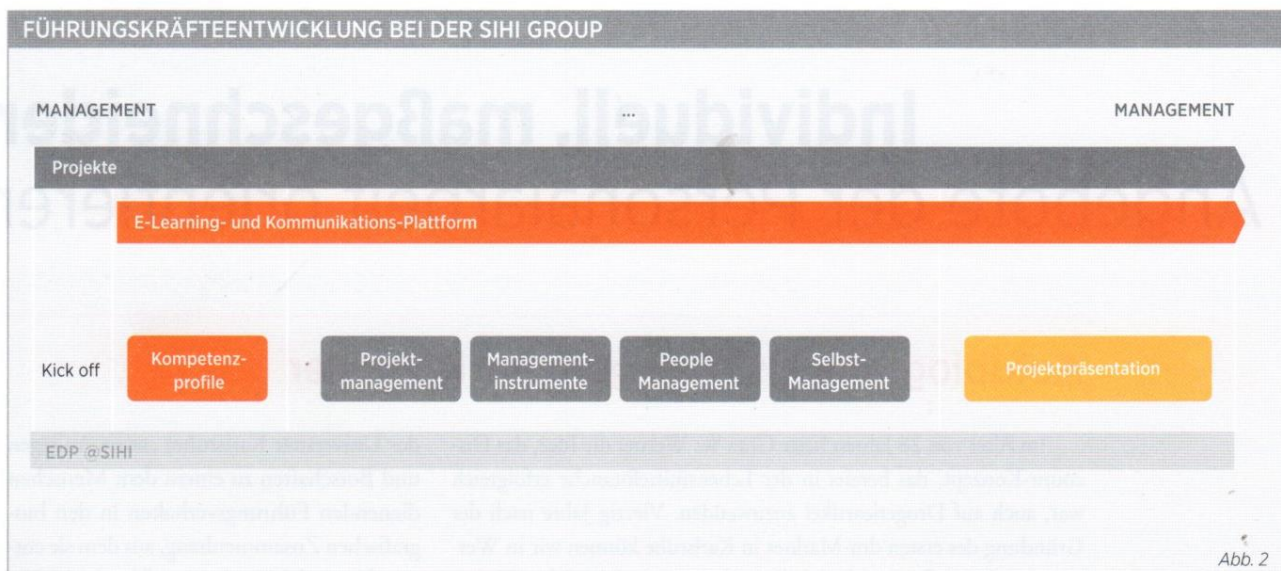 FÜHRUNGSKRÄFTEENTWICKLUNG BEI DER SIHI GROUP
MANAGEMENT ... MANAGEMENT
Projekte
E-Learning- und Kommunikations-Plattform
Kick off
Kompetenz-
profile
Projekt-
management
Management-
instrumente
People
Management
Selbst-
Management
Projektpräsentation
EDP @SIHI
Abb. 2